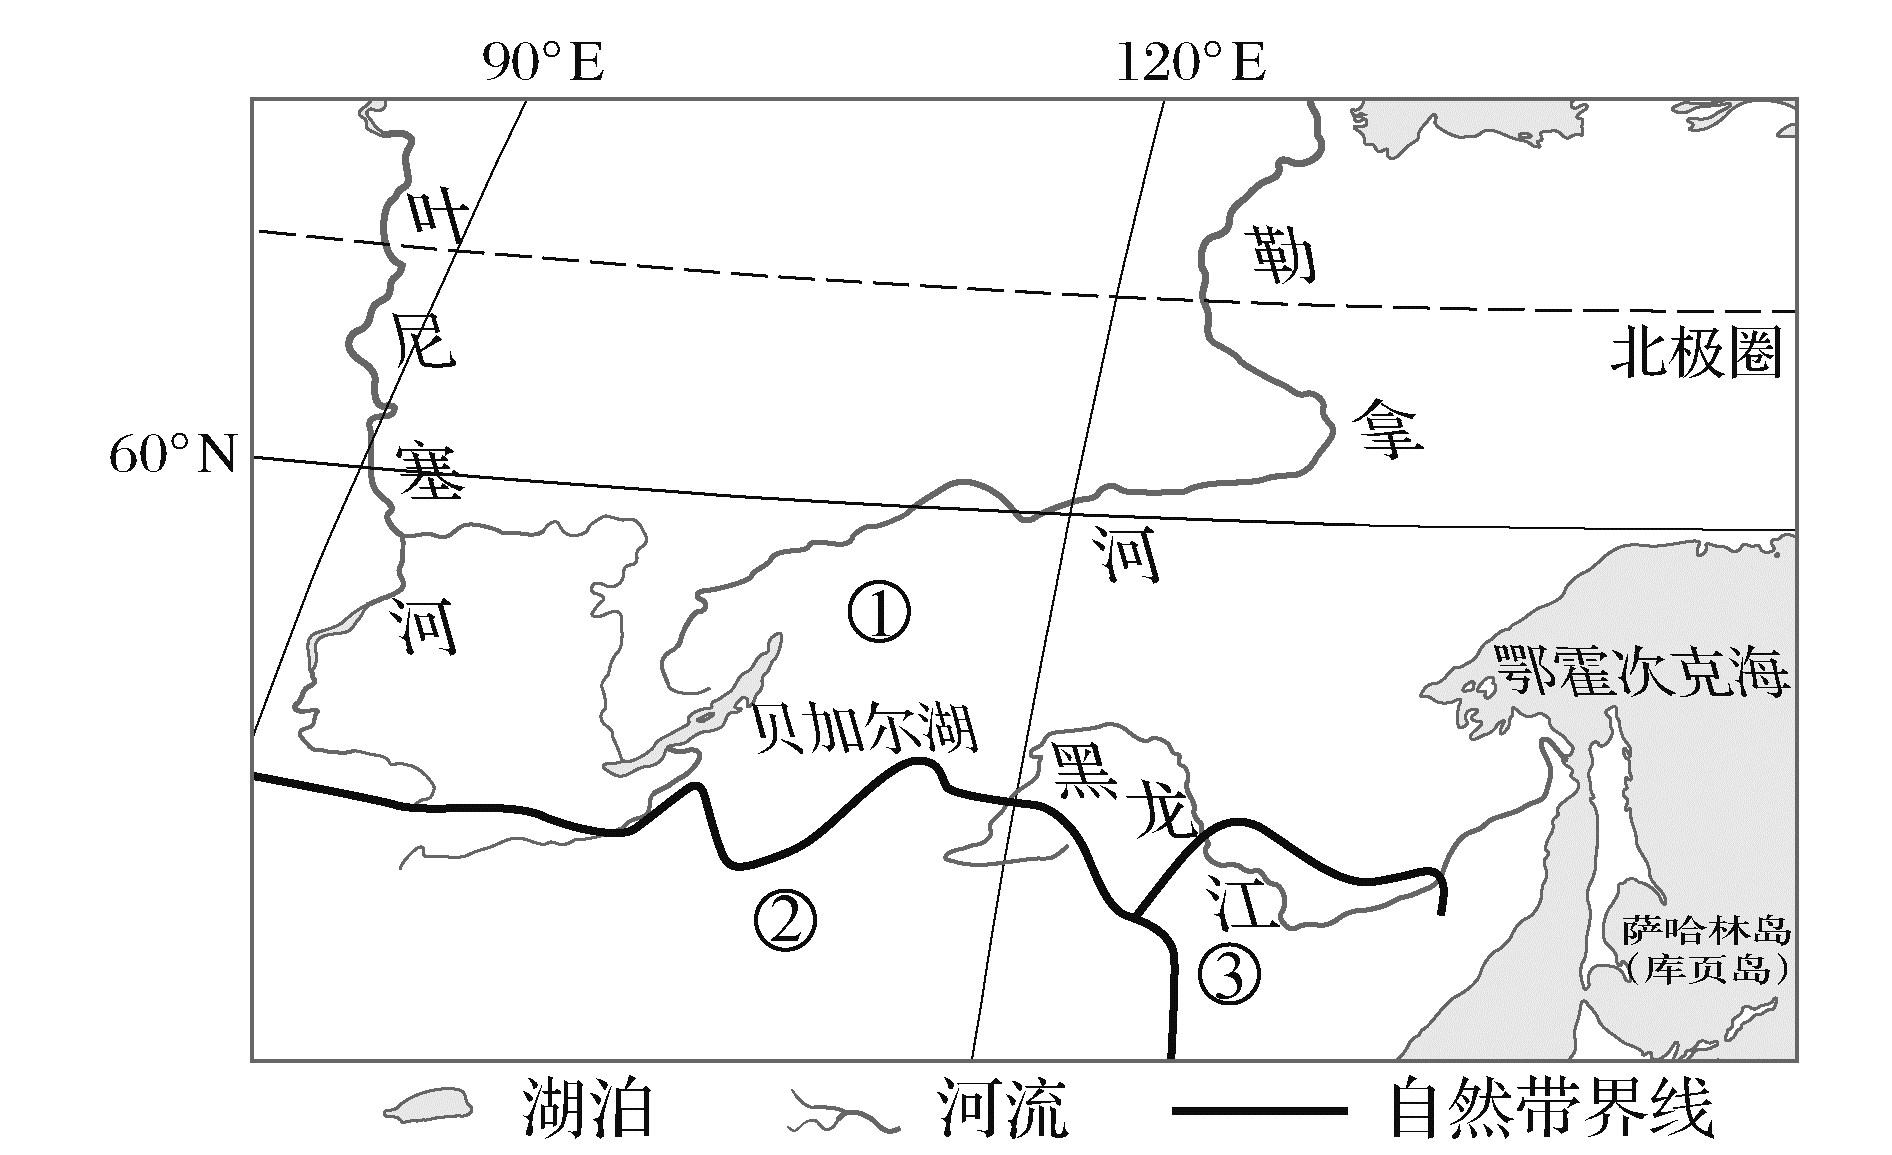 90°E
120°E
叶尼塞河
勒拿河
北极圈
60°N
①
鄂霍次克海
贝加尔湖
黑龙江
②
③
萨哈林岛
（库页岛）
湖泊
河流
自然带界线